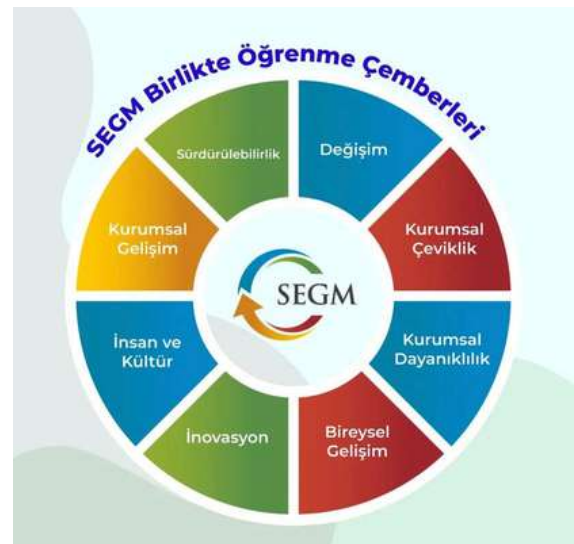 SEGM Birlikte Öğrenme Çemberleri
Sürdürülebilirlik
Değişim
Kurumsal
Gelişim
Kurumsal
Çeviklik
SEGM
İnsan ve
Kültür
Kurumsal
Dayanıklılık
İnovasyon
Bireysel
Gelişim